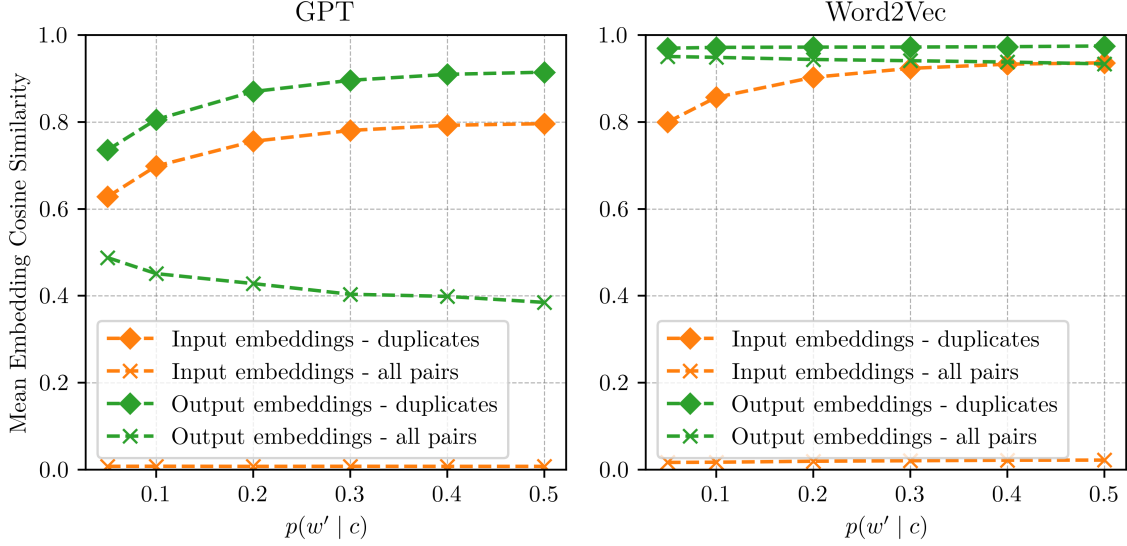 GPT
Word2Vec
Mean Embedding Cosine Similarity
1.0
0.8
0.6
0.4
0.2
0.0
Input embeddings - duplicates
Input embeddings - all pairs
Output embeddings - duplicates
Output embeddings - all pairs
0.1 0.2 0.3 0.4 0.5
p(w′ | c)
1.0
0.8
0.6
0.4
0.2
0.0
Input embeddings - duplicates
Input embeddings - all pairs
Output embeddings - duplicates
Output embeddings - all pairs
0.1 0.2 0.3 0.4 0.5
p(w′ | c)